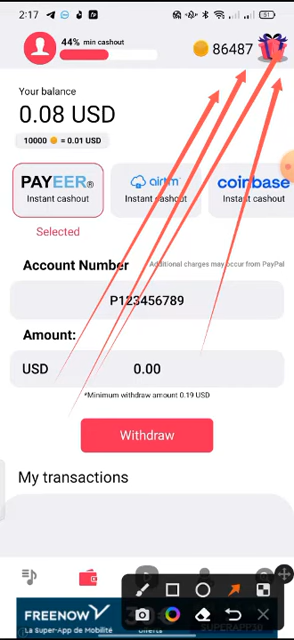 2:17
51
44% min cashout
86487
Your balance
0.08 USD
10000 = 0.01 USD
PAYEER®
airtm
coinbase
Instant cashout
Instant cashout
Instant cashout
Selected
Account Number
Additional charges may occur from PayPal
P123456789
Amount:
USD
0.00
*Minimum withdraw amount 0.19 USD
Withdraw
My transactions
FREENOW
La Super-App de Mobilité